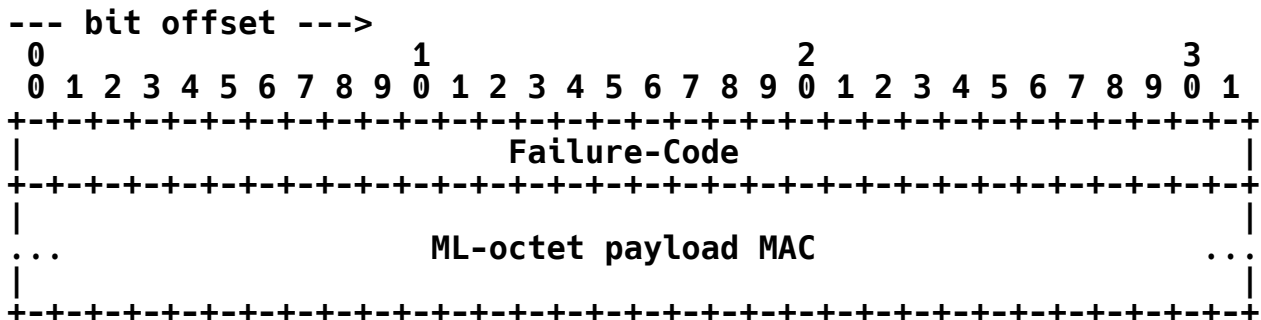 --- bit offset --->
 0                   1                   2                   3
 0 1 2 3 4 5 6 7 8 9 0 1 2 3 4 5 6 7 8 9 0 1 2 3 4 5 6 7 8 9 0 1
+-+-+-+-+-+-+-+-+-+-+-+-+-+-+-+-+-+-+-+-+-+-+-+-+-+-+-+-+-+-+-+-+
|                         Failure-Code                          |
+-+-+-+-+-+-+-+-+-+-+-+-+-+-+-+-+-+-+-+-+-+-+-+-+-+-+-+-+-+-+-+-+
|                                                               |
...                   ML-octet payload MAC                    ...
|                                                               |
+-+-+-+-+-+-+-+-+-+-+-+-+-+-+-+-+-+-+-+-+-+-+-+-+-+-+-+-+-+-+-+-+